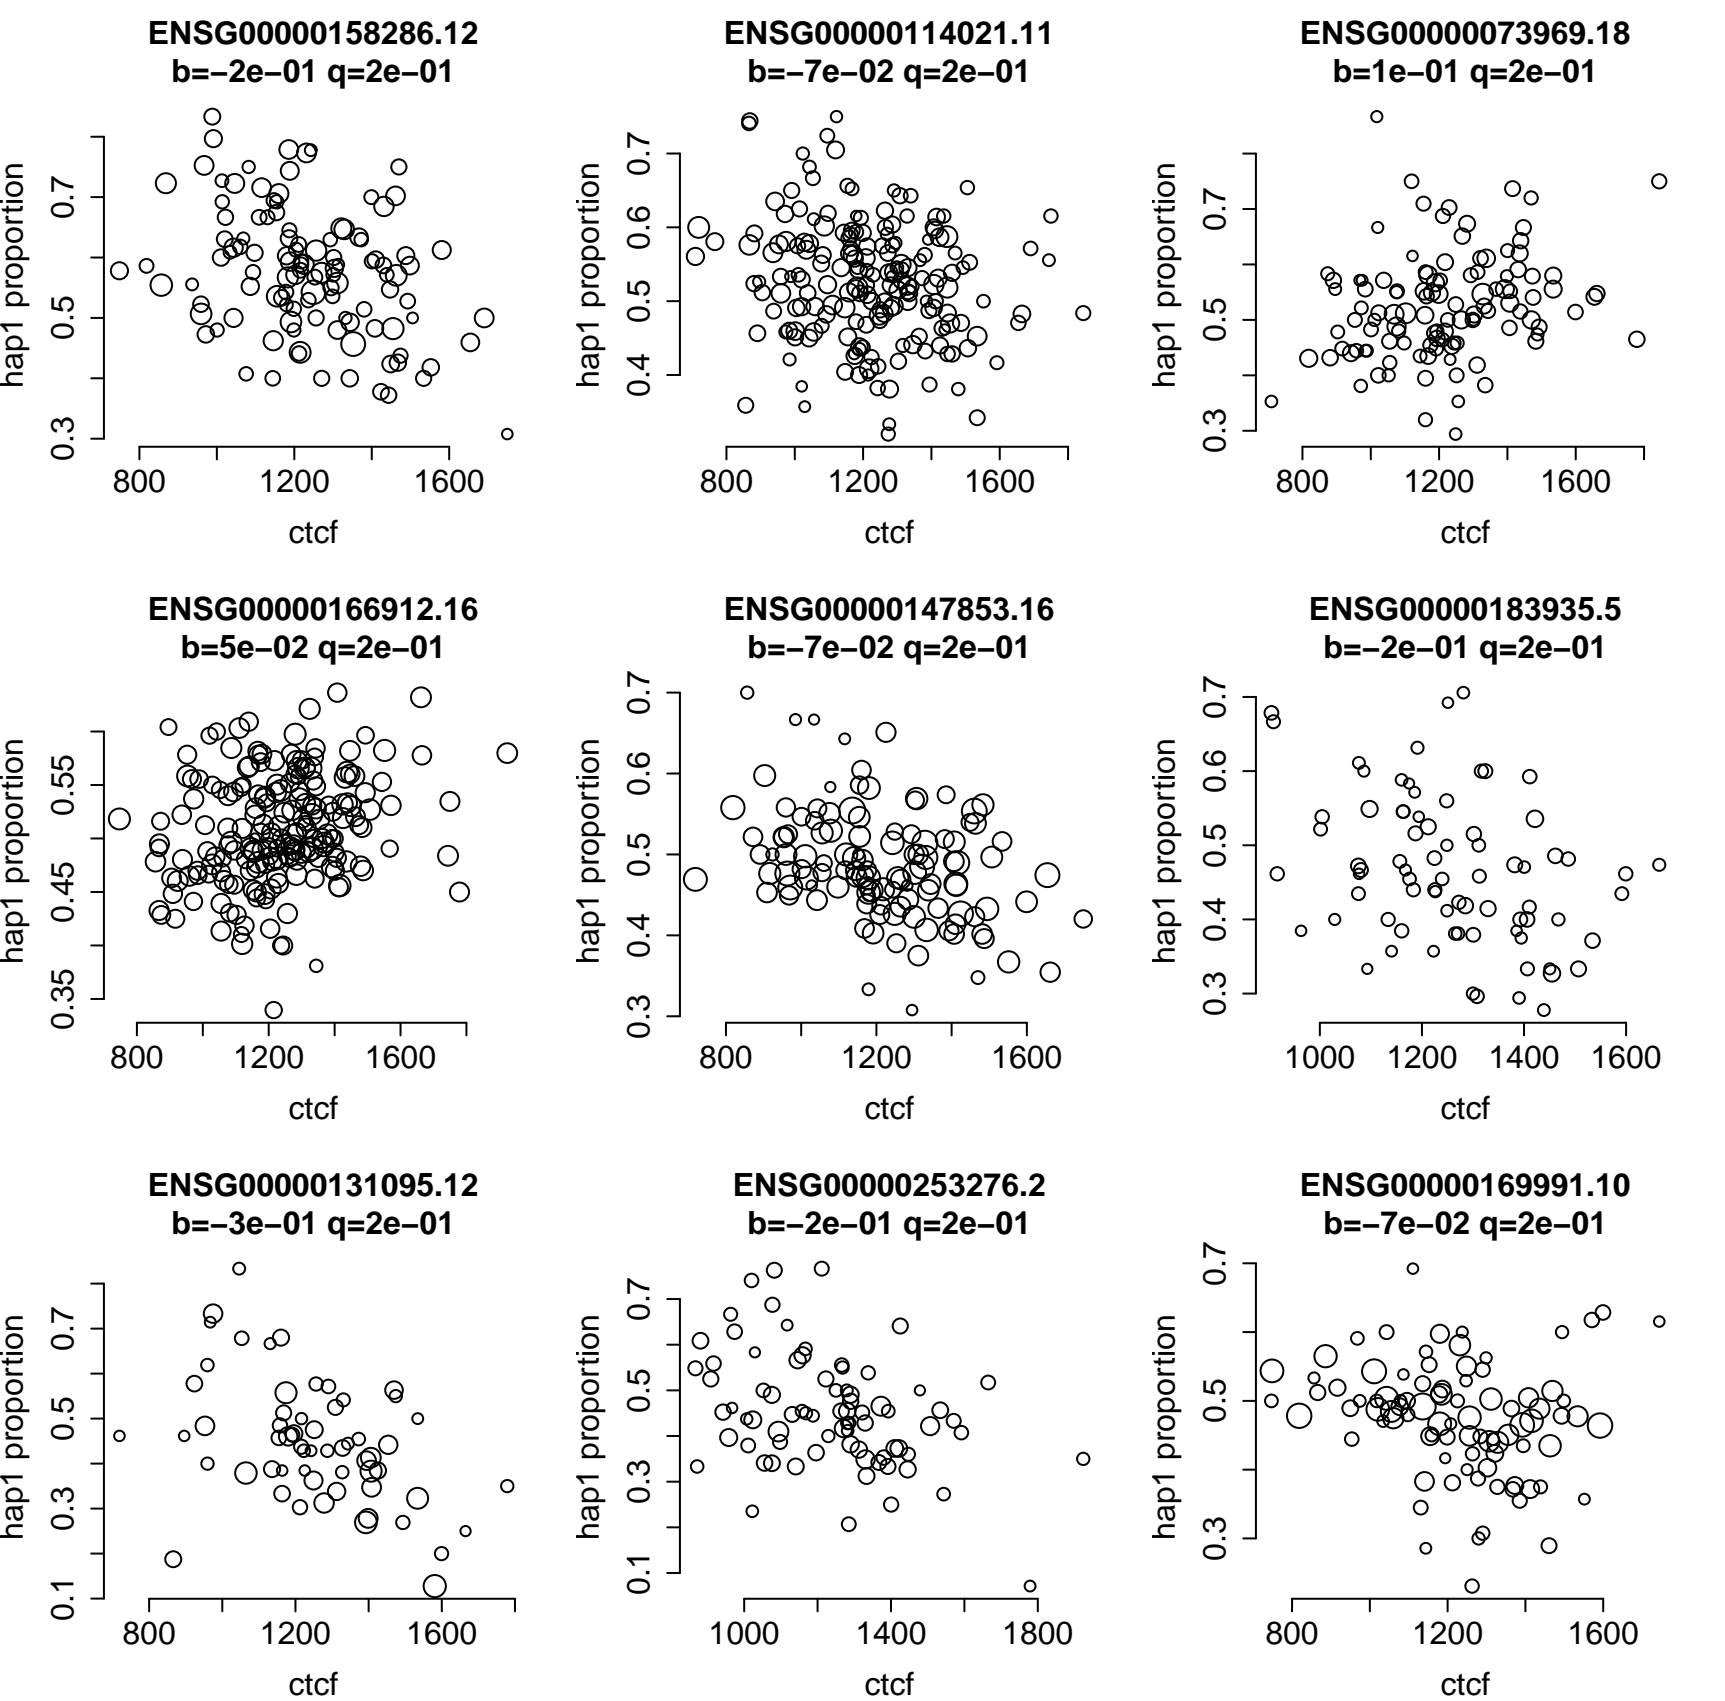 ENSG00000158286.12
b=−2e−01 q=2e−01
hap1 proportion
0.3 0.5 0.7
800 1200 1600
ctcf
ENSG00000114021.11
b=−7e−02 q=2e−01
hap1 proportion
0.4 0.5 0.6 0.7
800 1200 1600
ctcf
ENSG00000073969.18
b=1e−01 q=2e−01
hap1 proportion
0.3 0.5 0.7
800 1200 1600
ctcf
ENSG00000166912.16
b=5e−02 q=2e−01
hap1 proportion
0.35 0.45 0.55
800 1200 1600
ctcf
ENSG00000147853.16
b=−7e−02 q=2e−01
hap1 proportion
0.3 0.4 0.5 0.6 0.7
800 1200 1600
ctcf
ENSG00000183935.5
b=−2e−01 q=2e−01
hap1 proportion
0.3 0.4 0.5 0.6 0.7
1000 1200 1400 1600
ctcf
ENSG00000131095.12
b=−3e−01 q=2e−01
hap1 proportion
0.1 0.3 0.5 0.7
800 1200 1600
ctcf
ENSG00000253276.2
b=−2e−01 q=2e−01
hap1 proportion
0.1 0.3 0.5 0.7
1000 1400 1800
ctcf
ENSG00000169991.10
b=−7e−02 q=2e−01
hap1 proportion
0.3 0.5 0.7
800 1200 1600
ctcf